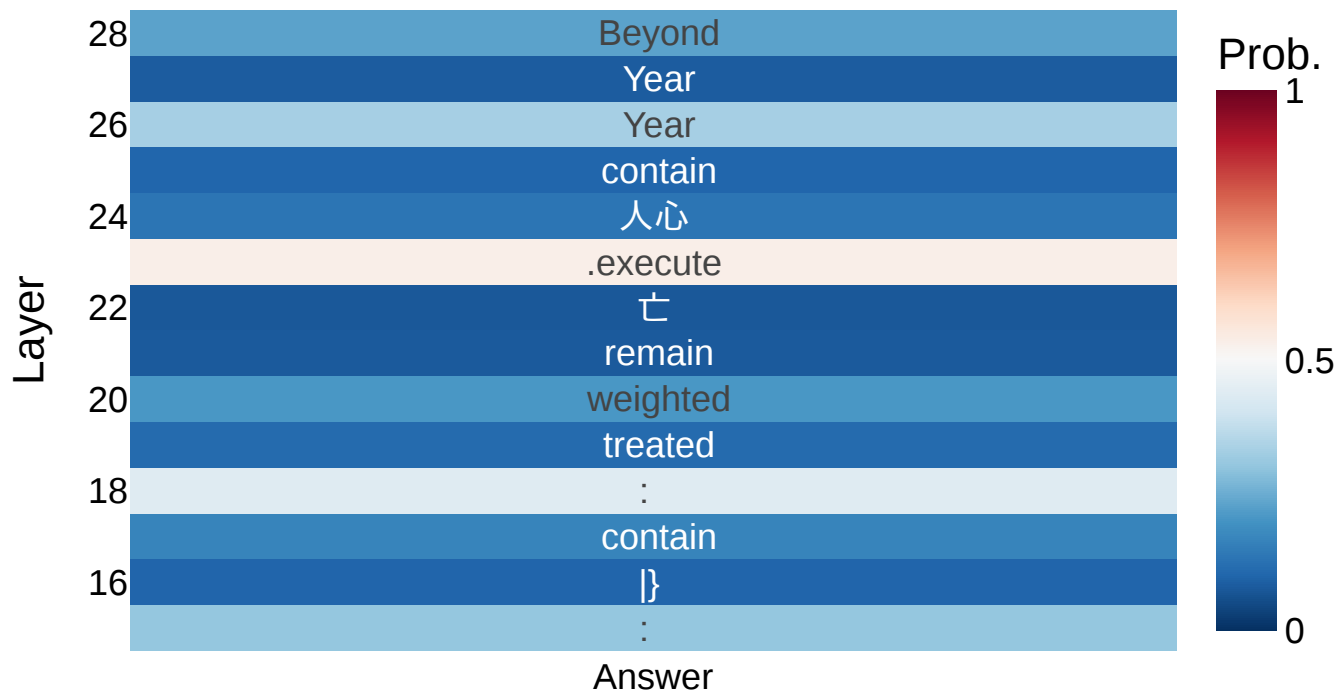 28
Beyond
Prob.
Year
1
26
Year
contain
24
人心
.execute
22
亡
remain
0.5
20
weighted
treated
18
:
contain
16
|}
:
0
Layer
Answer